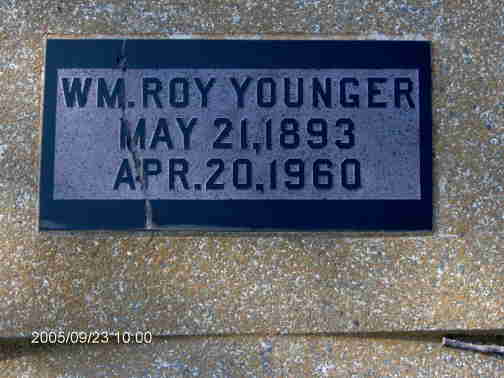 WM. ROY YOUNGER
MAY 21, 1893
APR. 20, 1960
2005/09/23 10:00